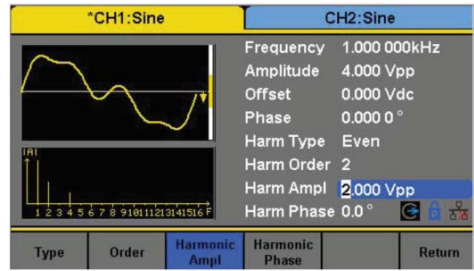 *CH1:Sine
CH2:Sine
Frequency 1.000 000kHz
Amplitude 4.000 Vpp
Offset 0.000 Vdc
Phase 0.000 0 °
Harm Type Even
Harm Order 2
Harm Ampl 2.000 Vpp
Harm Phase 0.0 °
|A|
1 2 3 4 5 6 7 8 9 10 11 12 13 14 15 16 F
Type
Order
Harmonic Ampl
Harmonic Phase
Return